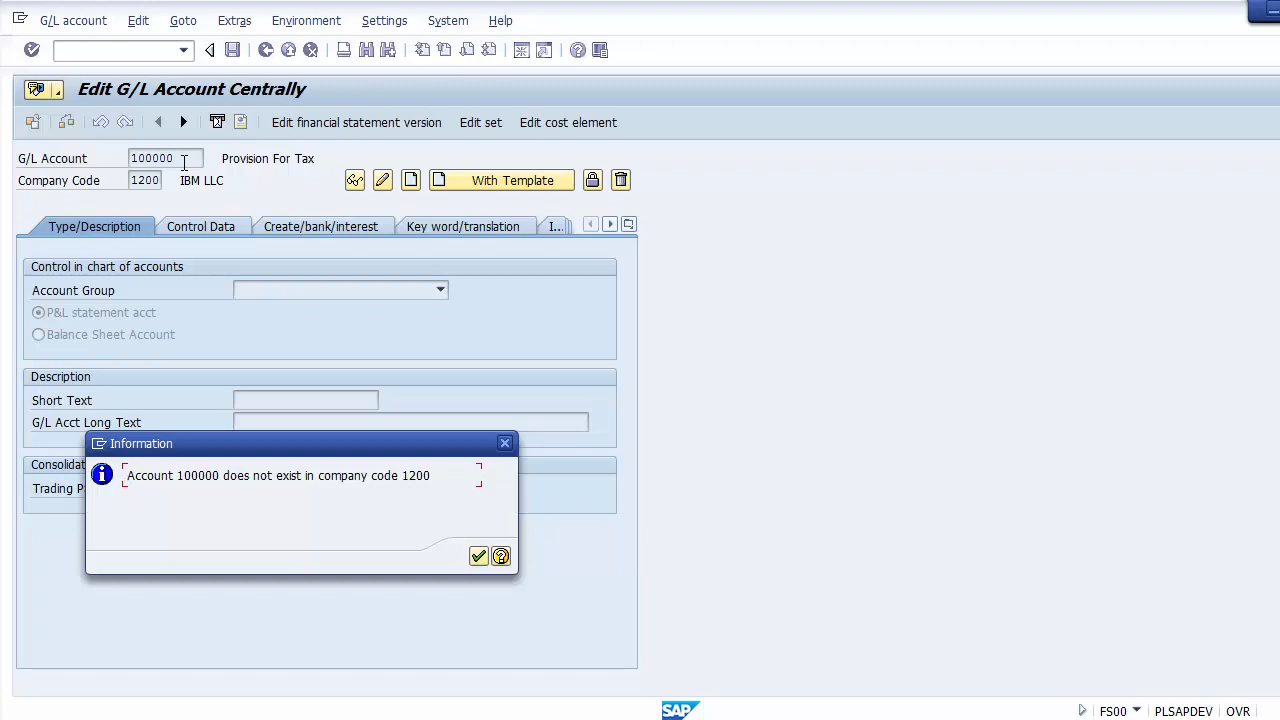 G/L account Edit Goto Extras Environment Settings System Help
Edit G/L Account Centrally
Edit financial statement version Edit set Edit cost element
G/L Account 100000 Provision For Tax
Company Code 1200 IBM LLC With Template
Type/Description Control Data Create/bank/interest Key word/translation I...
Control in chart of accounts
Account Group
P&L statement acct
Balance Sheet Account
Description
Short Text
G/L Acct Long Text
Information
Consolidat
Account 100000 does not exist in company code 1200
Trading P
SAP FS00 PLSAPDEV OVR